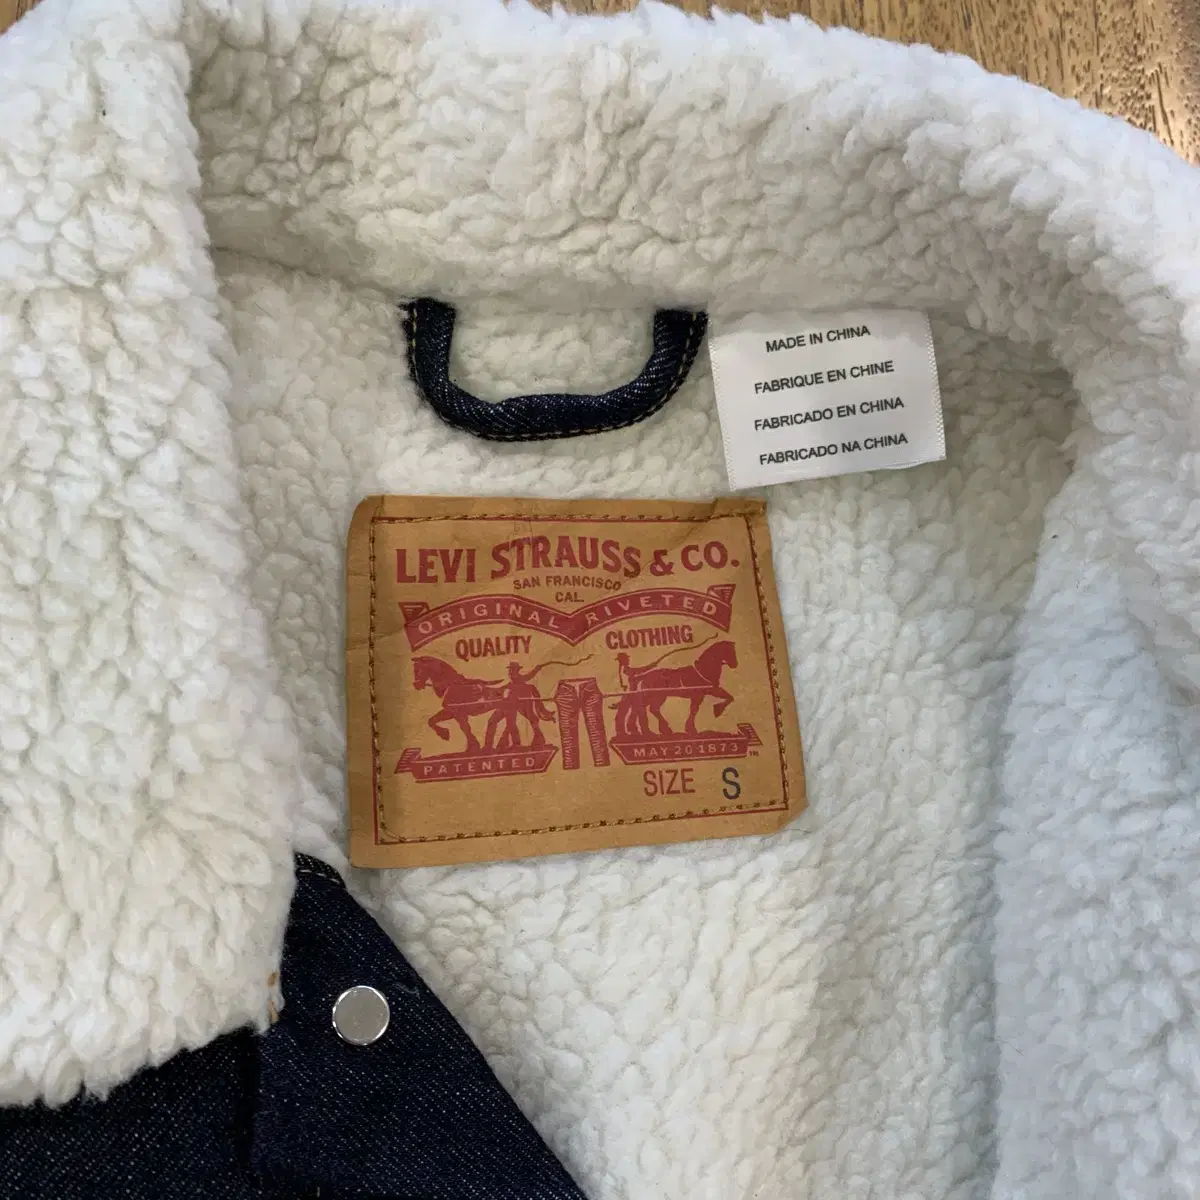 MADE IN CHINA
FABRIQUE EN CHINE
FABRICADO EN CHINA
FABRICADO NA CHINA
LEVI STRAUSS & CO.
SAN FRANCISCO
CAL.
ORIGINAL RIVETED
QUALITY CLOTHING
PATENTED MAY 20 1873 ™
SIZE S